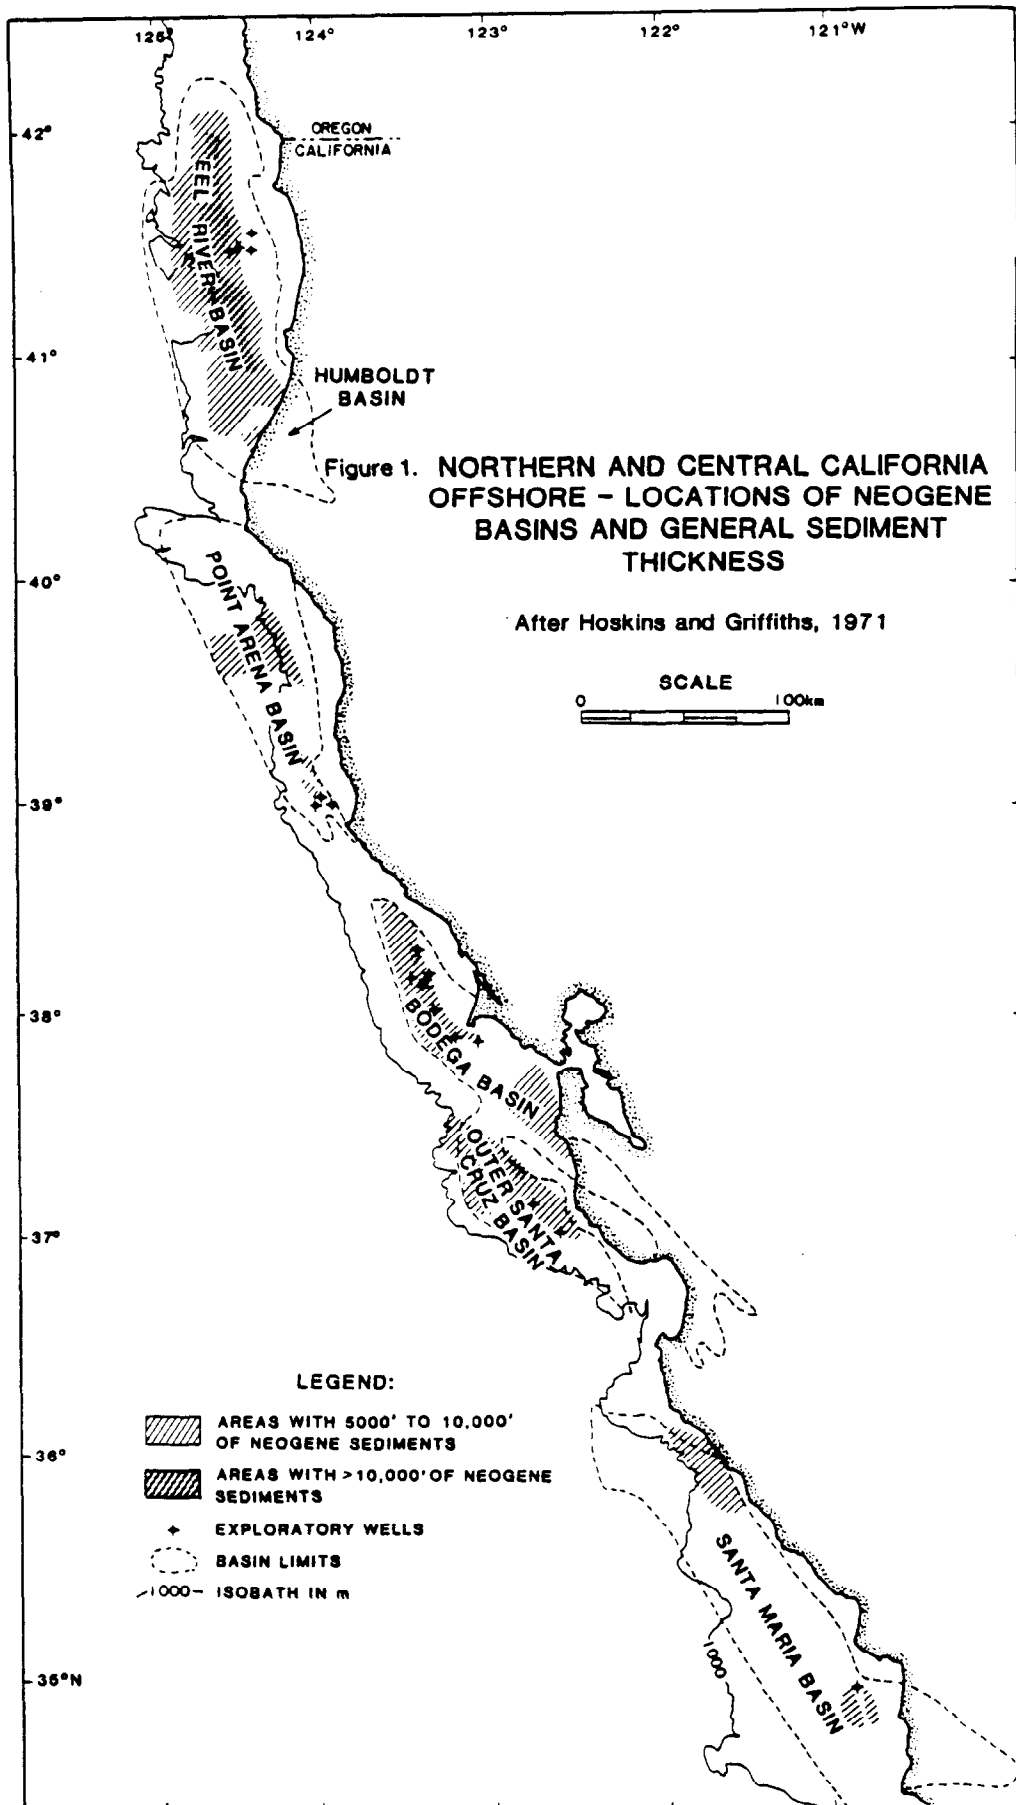 125°
124°
123°
122°
121°W
42°
OREGON
CALIFORNIA
EEL RIVER BASIN
41°
HUMBOLDT
BASIN
Figure 1. NORTHERN AND CENTRAL CALIFORNIA
OFFSHORE – LOCATIONS OF NEOGENE
BASINS AND GENERAL SEDIMENT
THICKNESS
40°
POINT ARENA BASIN
After Hoskins and Griffiths, 1971
SCALE
0 100km
39°
38°
BODEGA BASIN
OUTER SANTA
CRUZ BASIN
37°
LEGEND:
AREAS WITH 5000' TO 10,000'
OF NEOGENE SEDIMENTS
36°
AREAS WITH >10,000' OF NEOGENE
SEDIMENTS
EXPLORATORY WELLS
BASIN LIMITS
–1000– ISOBATH IN m
SANTA MARIA BASIN
1000
35°N